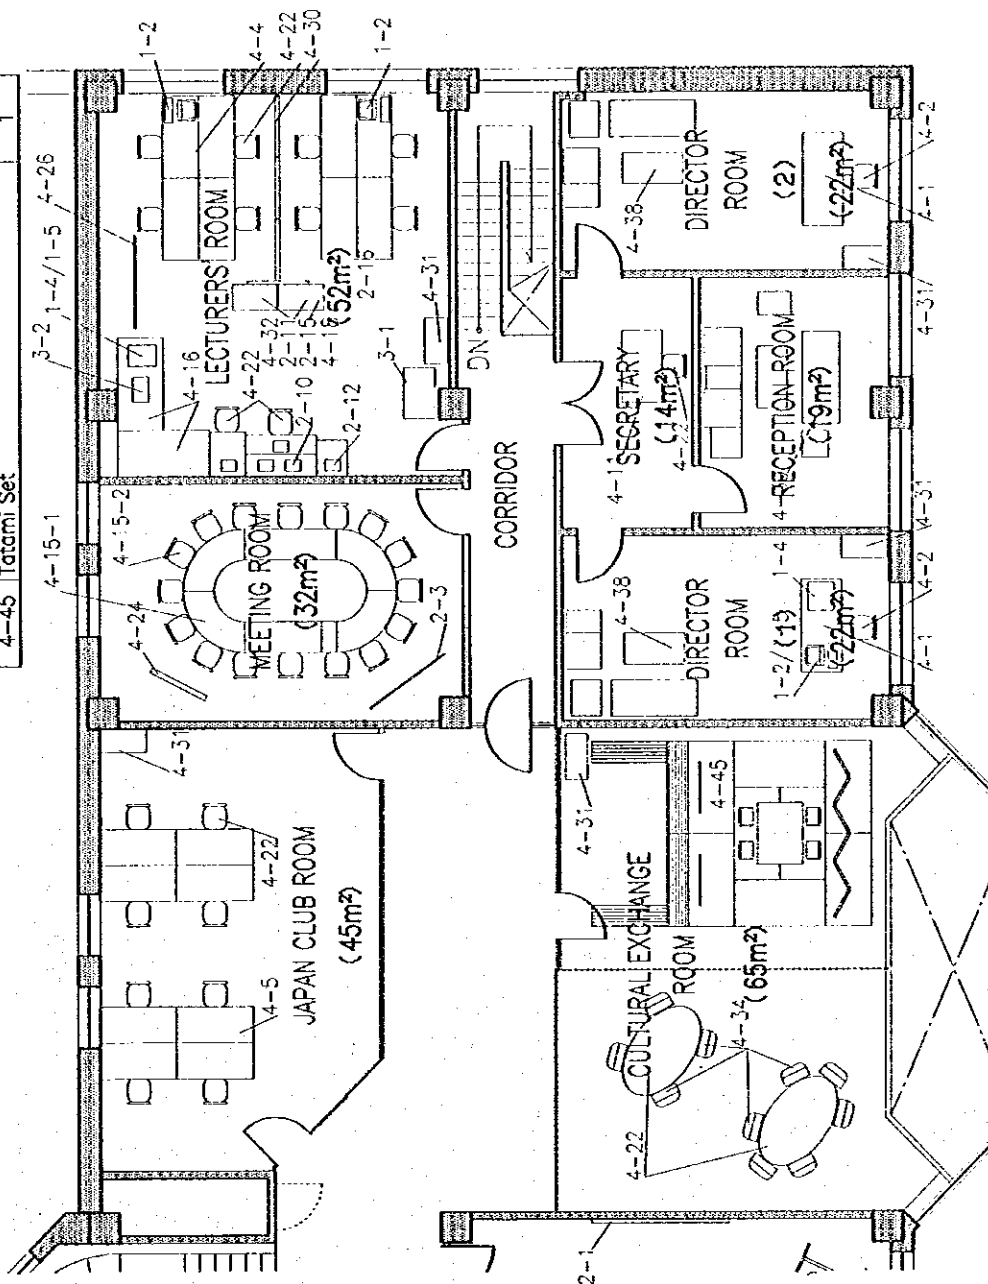 4-45 Tatami Set 1
4-15-1
3-2
1-4/1-5
4-26
1-2
4-4
4-22
4-30
1-2
4-24
4-15-2
4-16
4-22
LECTURERS' ROOM
(52m²)
4-32
2-11
2-15
2-16
2-10
2-12
3-1
4-31
MEETING ROOM
(32m²)
2-3
4-31
4-22
4-5
JAPAN CLUB ROOM
(45m²)
CORRIDOR
DN
4-38
DIRECTOR
ROOM
(2)
(22m²)
4-2
4-1
4-31
SECRETARY
(14m²)
4-11
RECEPTION ROOM
(19m²)
4-38
DIRECTOR
ROOM
(1)
(22m²)
1-2/
1-4
4-31
4-2
4-1
4-31
4-45
CULTURAL EXCHANGE
ROOM
(65m²)
4-34
4-22
2-1